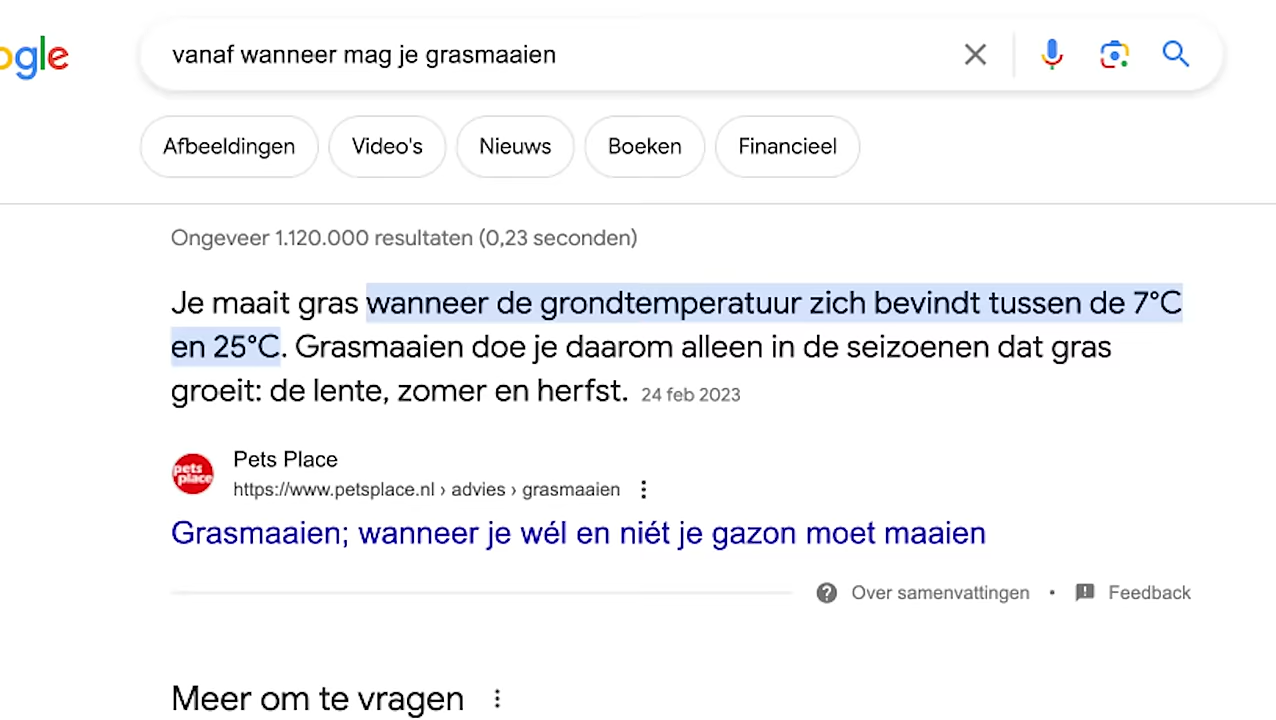 ogle
vanaf wanneer mag je grasmaaien
Afbeeldingen
Video's
Nieuws
Boeken
Financieel
Ongeveer 1.120.000 resultaten (0,23 seconden)
Je maait gras wanneer de grondtemperatuur zich bevindt tussen de 7°C
en 25°C. Grasmaaien doe je daarom alleen in de seizoenen dat gras
groeit: de lente, zomer en herfst. 24 feb 2023
pets
place
Pets Place
https://www.petsplace.nl › advies › grasmaaien
Grasmaaien; wanneer je wél en niét je gazon moet maaien
Over samenvattingen • Feedback
Meer om te vragen